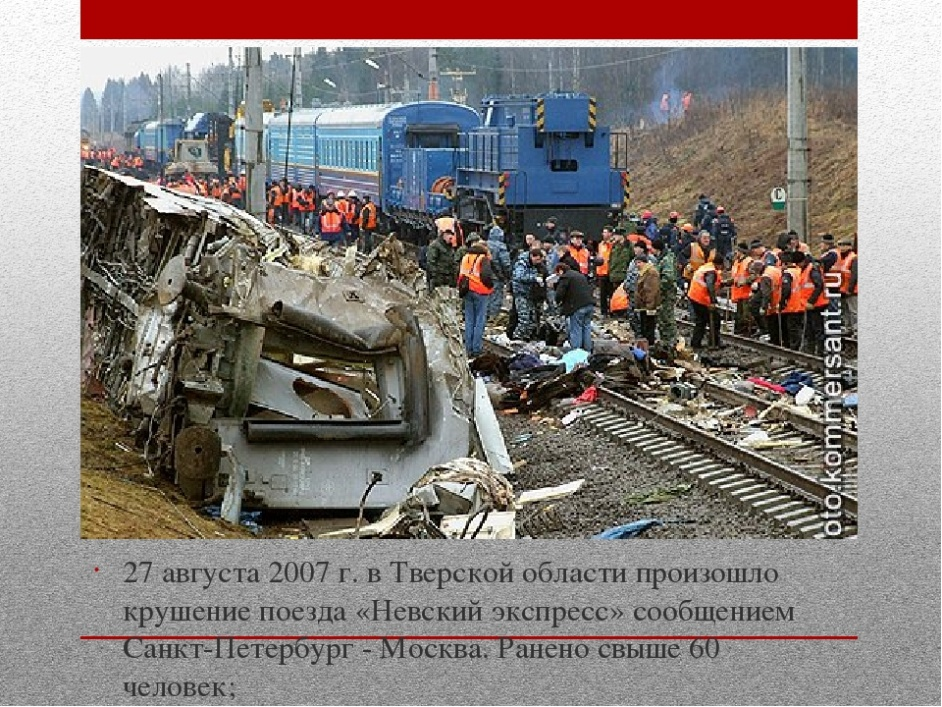 C
foto.kommersant.ru
27 августа 2007 г. в Тверской области произошло
крушение поезда «Невский экспресс» сообщением
Санкт-Петербург - Москва. Ранено свыше 60
человек;